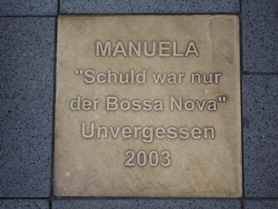 MANUELA
"Schuld war nur
der Bossa Nova"
Unvergessen
2003